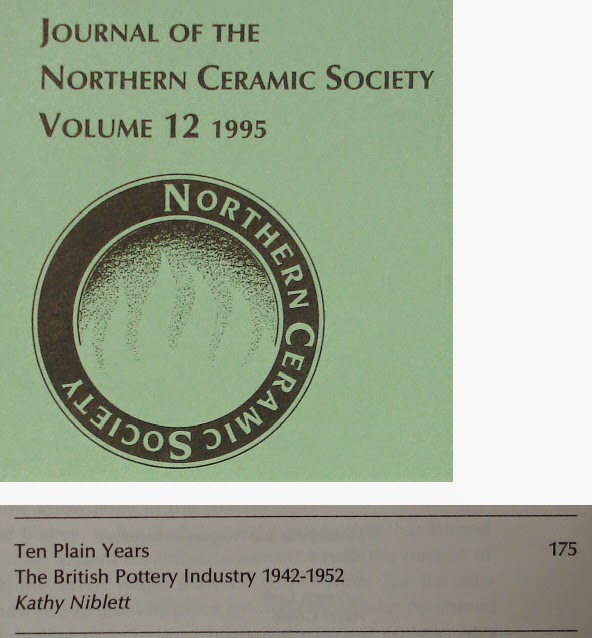 JOURNAL OF THE
NORTHERN CERAMIC SOCIETY
VOLUME 12 1995
NORTHERN CERAMIC SOCIETY
Ten Plain Years 175
The British Pottery Industry 1942-1952
Kathy Niblett